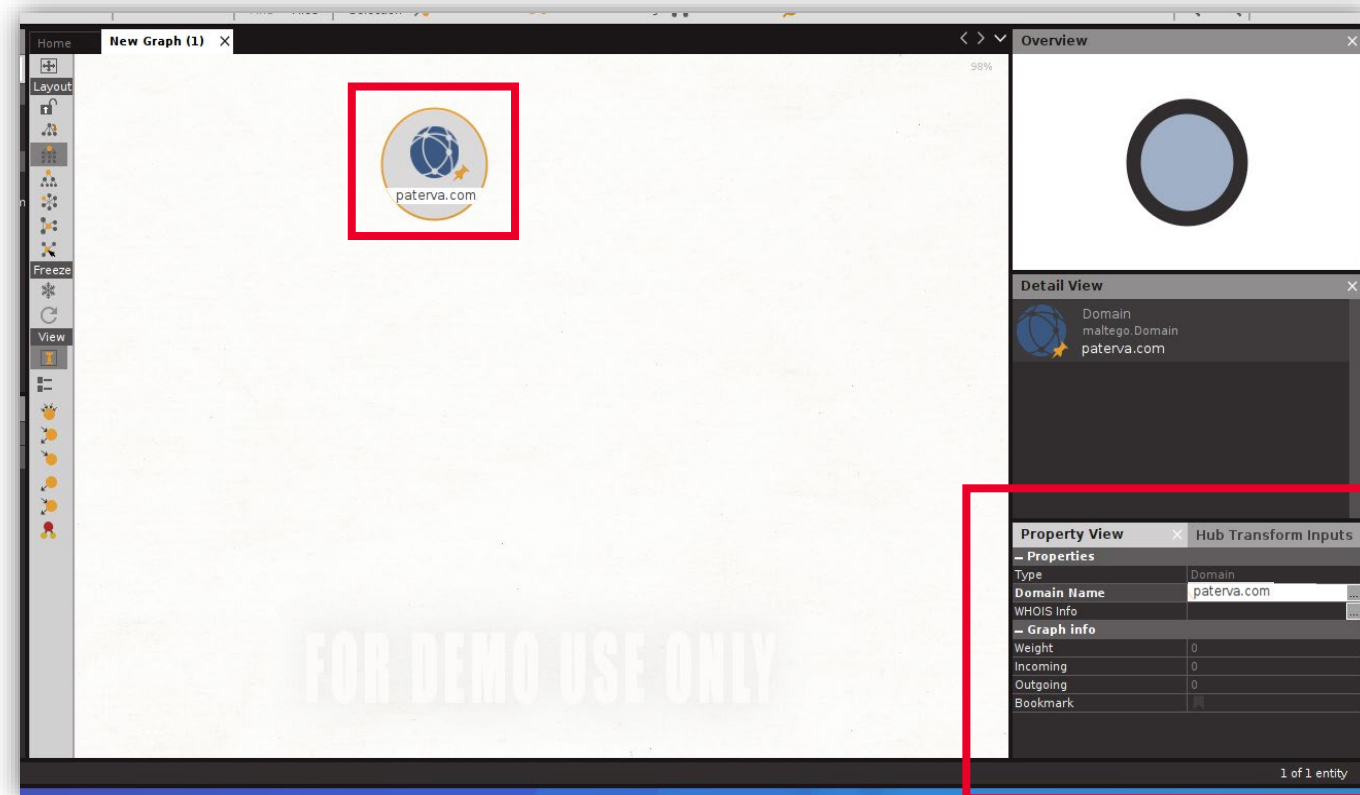 Home New Graph (1) X
98%
Layout
Freeze
View
paterva.com
FOR DEMO USE ONLY
Overview
Detail View
Domain
maltego.Domain
paterva.com
Property View Hub Transform Inputs
– Properties
Type Domain
Domain Name paterva.com ...
WHOIS Info ...
– Graph info
Weight 0
Incoming 0
Outgoing 0
Bookmark
1 of 1 entity